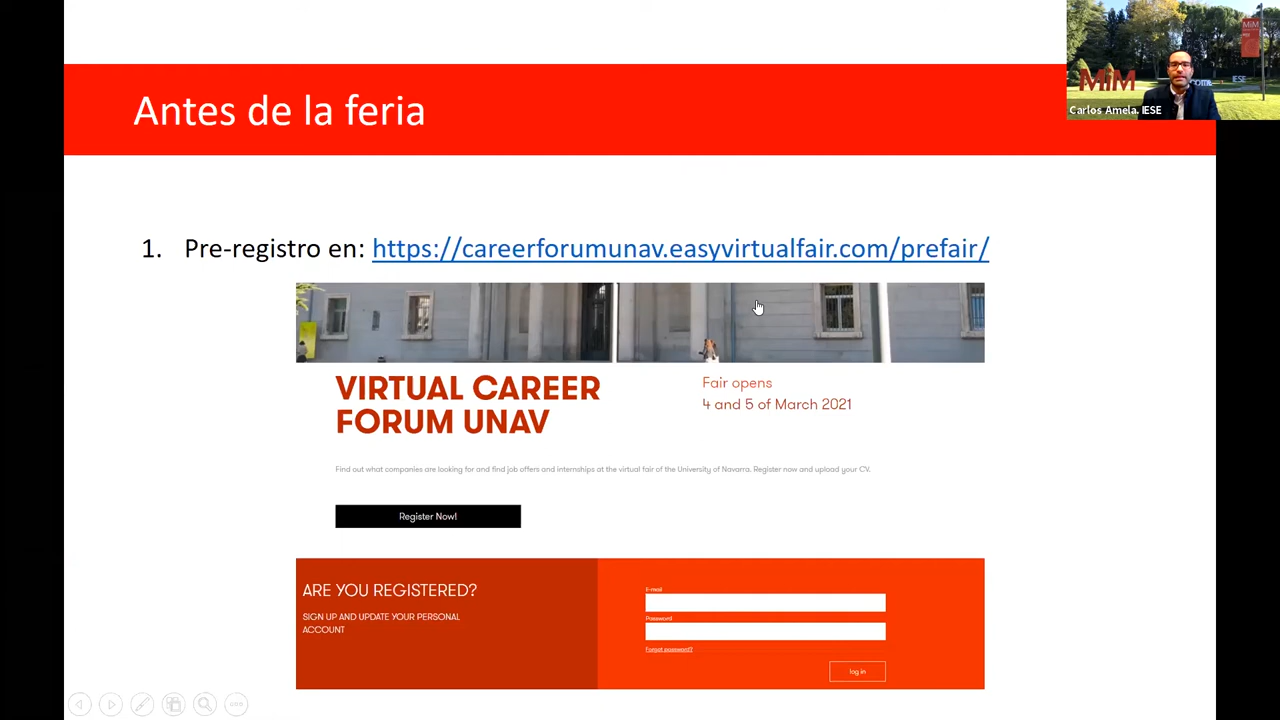 Antes de la feria
MiM
IESE
Carlos Amela. IESE
1. Pre-registro en: https://careerforumunav.easyvirtualfair.com/prefair/
VIRTUAL CAREER
FORUM UNAV
Fair opens
4 and 5 of March 2021
Find out what companies are looking for and find job offers and internships at the virtual fair of the University of Navarra. Register now and upload your CV.
Register Now!
ARE YOU REGISTERED?
SIGN UP AND UPDATE YOUR PERSONAL
ACCOUNT
E-mail
Password
Forgot password?
log in